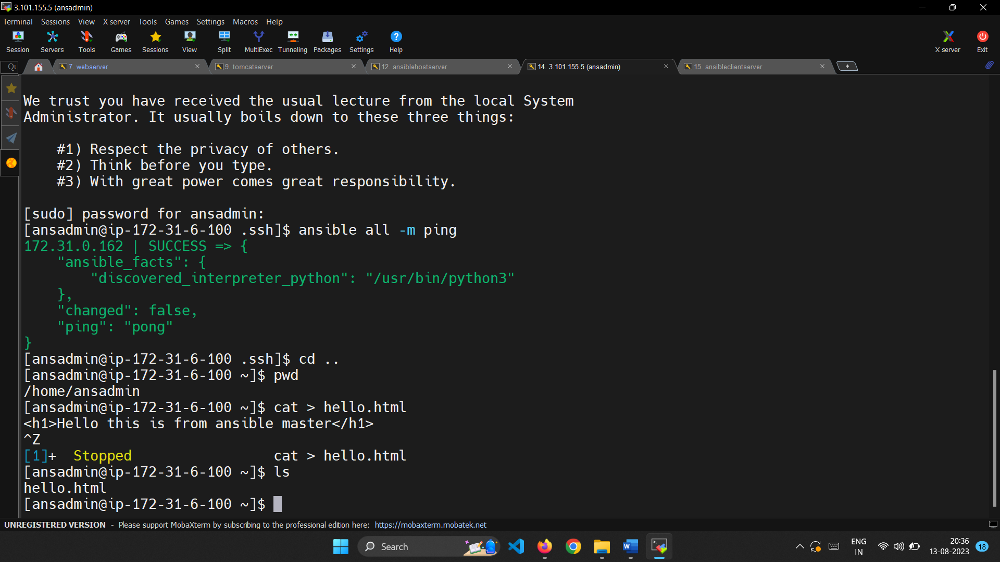 3.101.155.5 (ansadmin)
Terminal Sessions View X server Tools Games Settings Macros Help
Session Servers Tools Games Sessions View Split MultiExec Tunneling Packages Settings Help X server Exit
7. webserver 9. tomcatserver 12. ansiblehostserver 14. 3.101.155.5 (ansadmin) 15. ansibleclientserver
We trust you have received the usual lecture from the local System
Administrator. It usually boils down to these three things:
#1) Respect the privacy of others.
#2) Think before you type.
#3) With great power comes great responsibility.
[sudo] password for ansadmin:
[ansadmin@ip-172-31-6-100 .ssh]$ ansible all -m ping
172.31.0.162 | SUCCESS => {
"ansible_facts": {
"discovered_interpreter_python": "/usr/bin/python3"
},
"changed": false,
"ping": "pong"
}
[ansadmin@ip-172-31-6-100 .ssh]$ cd ..
[ansadmin@ip-172-31-6-100 ~]$ pwd
/home/ansadmin
[ansadmin@ip-172-31-6-100 ~]$ cat > hello.html
<h1>Hello this is from ansible master</h1>
^Z
[1]+  Stopped                 cat > hello.html
[ansadmin@ip-172-31-6-100 ~]$ ls
hello.html
[ansadmin@ip-172-31-6-100 ~]$
UNREGISTERED VERSION - Please support MobaXterm by subscribing to the professional edition here: https://mobaxterm.mobatek.net
Search
ENG
IN
20:36
13-08-2023
18